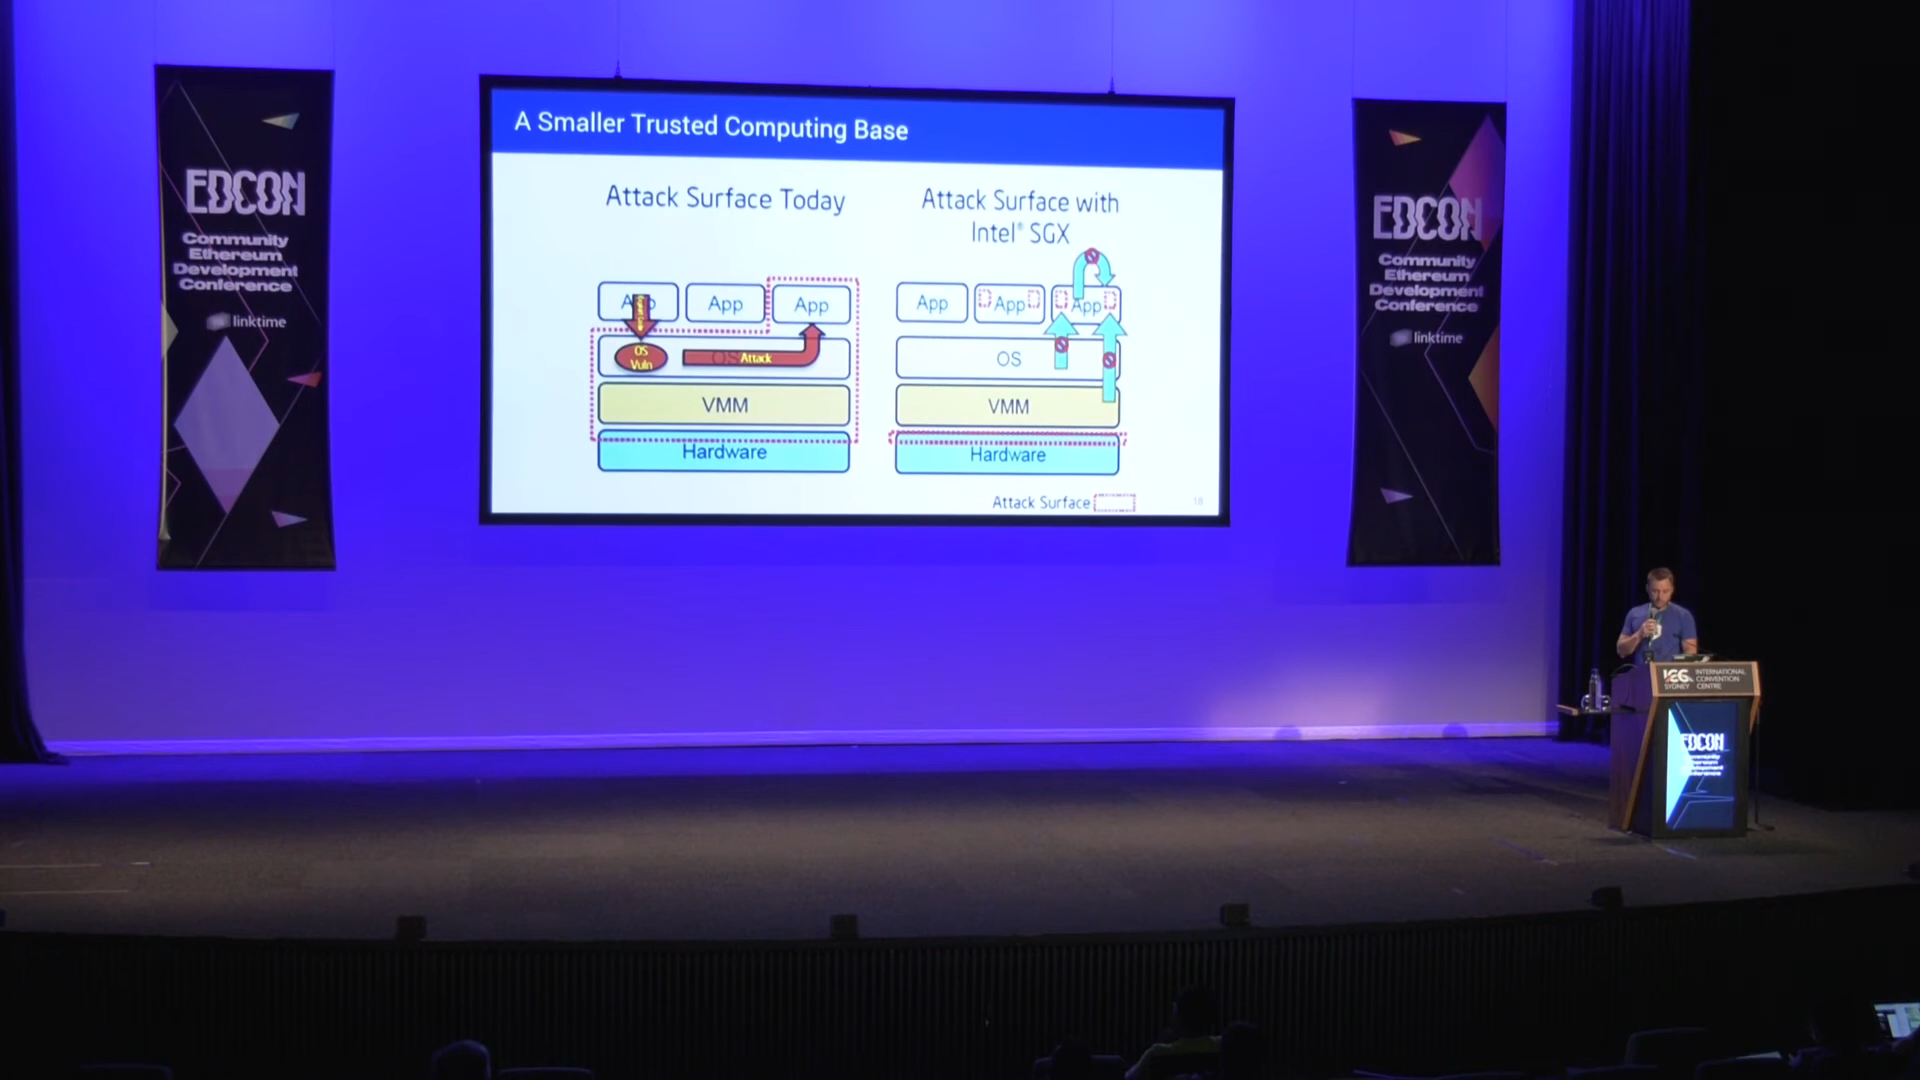 EDCON
Community
Ethereum
Development
Conference
linktime
A Smaller Trusted Computing Base
Attack Surface Today
App
App
App
OS
Vuln
OS
Attack
VMM
Hardware
Attack Surface with
Intel® SGX
App
App
App
OS
VMM
Hardware
Attack Surface
18
EDCON
Community
Ethereum
Development
Conference
linktime
ICC
SYDNEY
INTERNATIONAL
CONVENTION
CENTRE
EDCON